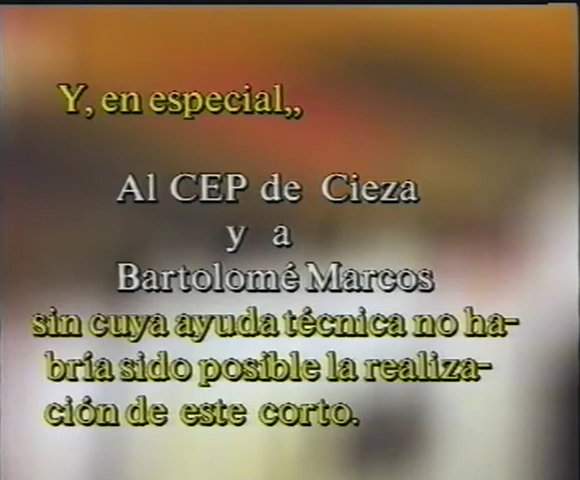 Y, en especial,,
Al CEP de Cieza
y a
Bartolomé Marcos
sin cuya ayuda técnica no ha-
bría sido posible la realiza-
ción de este corto.